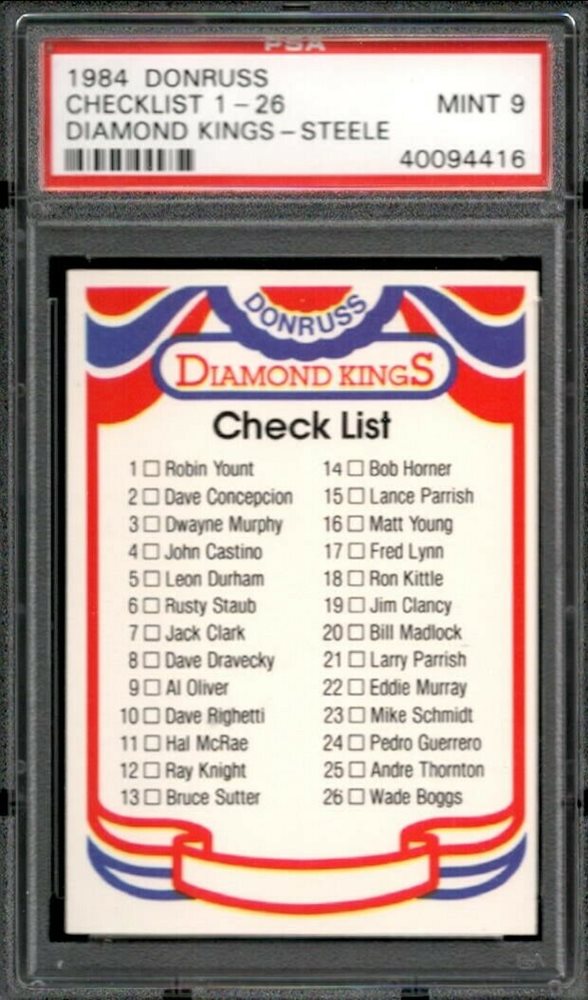 PSA
1984 DONRUSS
CHECKLIST 1 - 26 MINT 9
DIAMOND KINGS - STEELE
40094416
DONRUSS
DIAMOND KINGS
Check List
1 □ Robin Yount
2 □ Dave Concepcion
3 □ Dwayne Murphy
4 □ John Castino
5 □ Leon Durham
6 □ Rusty Staub
7 □ Jack Clark
8 □ Dave Dravecky
9 □ Al Oliver
10 □ Dave Righetti
11 □ Hal McRae
12 □ Ray Knight
13 □ Bruce Sutter
14 □ Bob Horner
15 □ Lance Parrish
16 □ Matt Young
17 □ Fred Lynn
18 □ Ron Kittle
19 □ Jim Clancy
20 □ Bill Madlock
21 □ Larry Parrish
22 □ Eddie Murray
23 □ Mike Schmidt
24 □ Pedro Guerrero
25 □ Andre Thornton
26 □ Wade Boggs